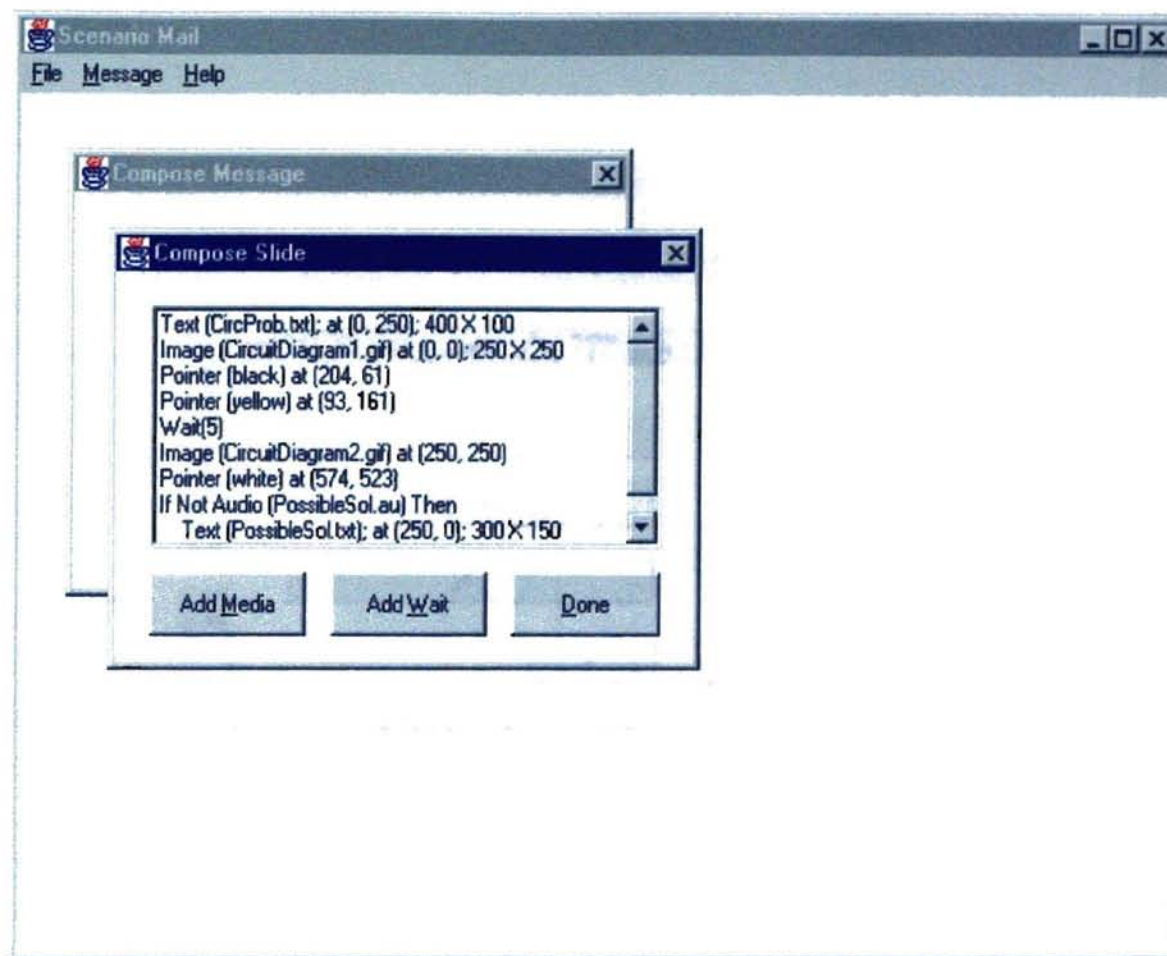 Scenario Mail
File Message Help
Compose Message
Compose Slide
Text (CircProb.txt); at (0, 250); 400 X 100
Image (CircuitDiagram1.gif) at (0, 0); 250 X 250
Pointer (black) at (204, 61)
Pointer (yellow) at (93, 161)
Wait(5)
Image (CircuitDiagram2.gif) at (250, 250)
Pointer (white) at (574, 523)
If Not Audio (PossibleSol.au) Then
Text (PossibleSol.txt); at (250, 0); 300 X 150
Add Media Add Wait Done